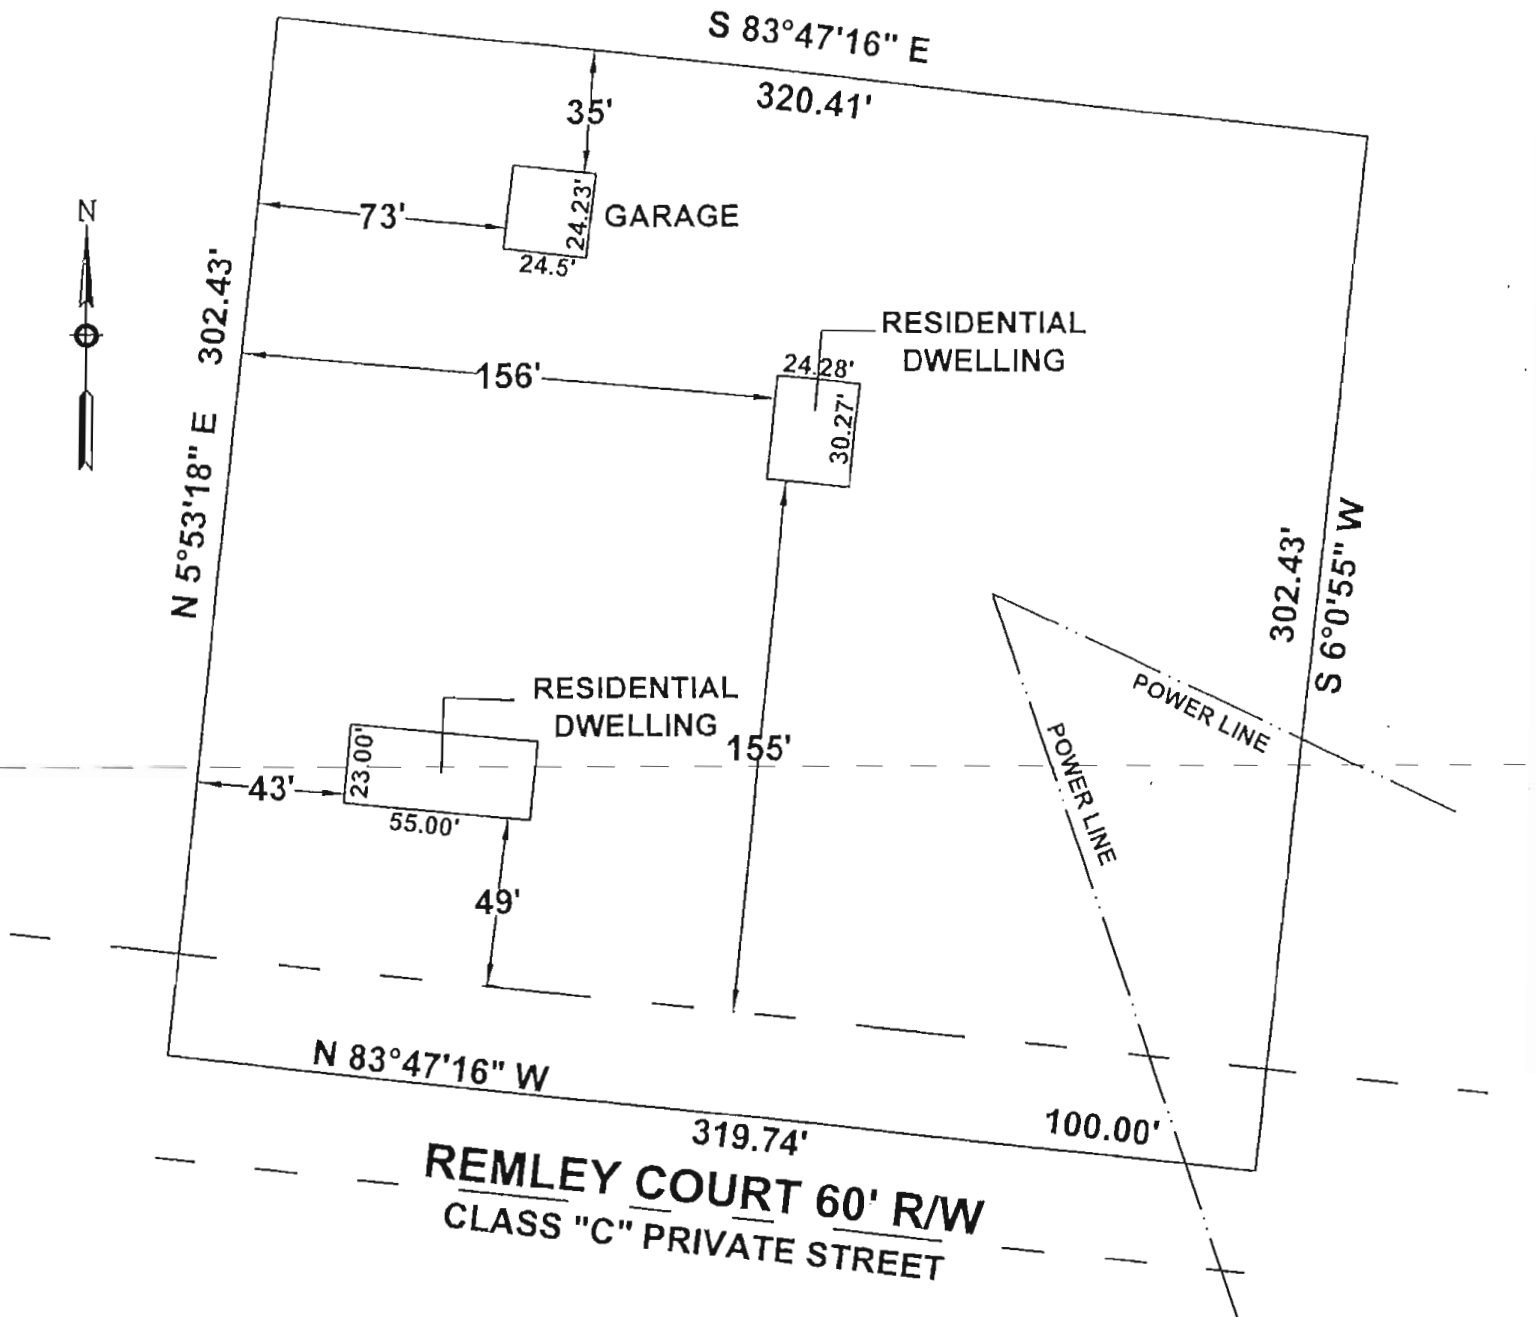 S 83°47'16" E
320.41'
35'
N
73'
24.23'
GARAGE
24.5'
302.43'
N 5°53'18" E
RESIDENTIAL
DWELLING
156'
24.28'
30.27'
302.43'
S 6°0'55" W
RESIDENTIAL
DWELLING
23.00'
155'
43'
55.00'
49'
POWER LINE
POWER LINE
N 83°47'16" W
319.74'
100.00'
REMLEY COURT 60' R/W
CLASS "C" PRIVATE STREET